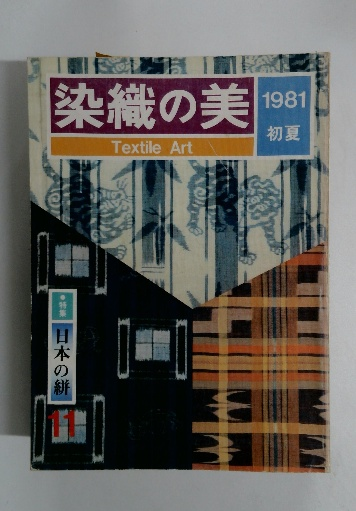 染織の美
Textile Art
1981
初夏
●特集
日本の絣
11